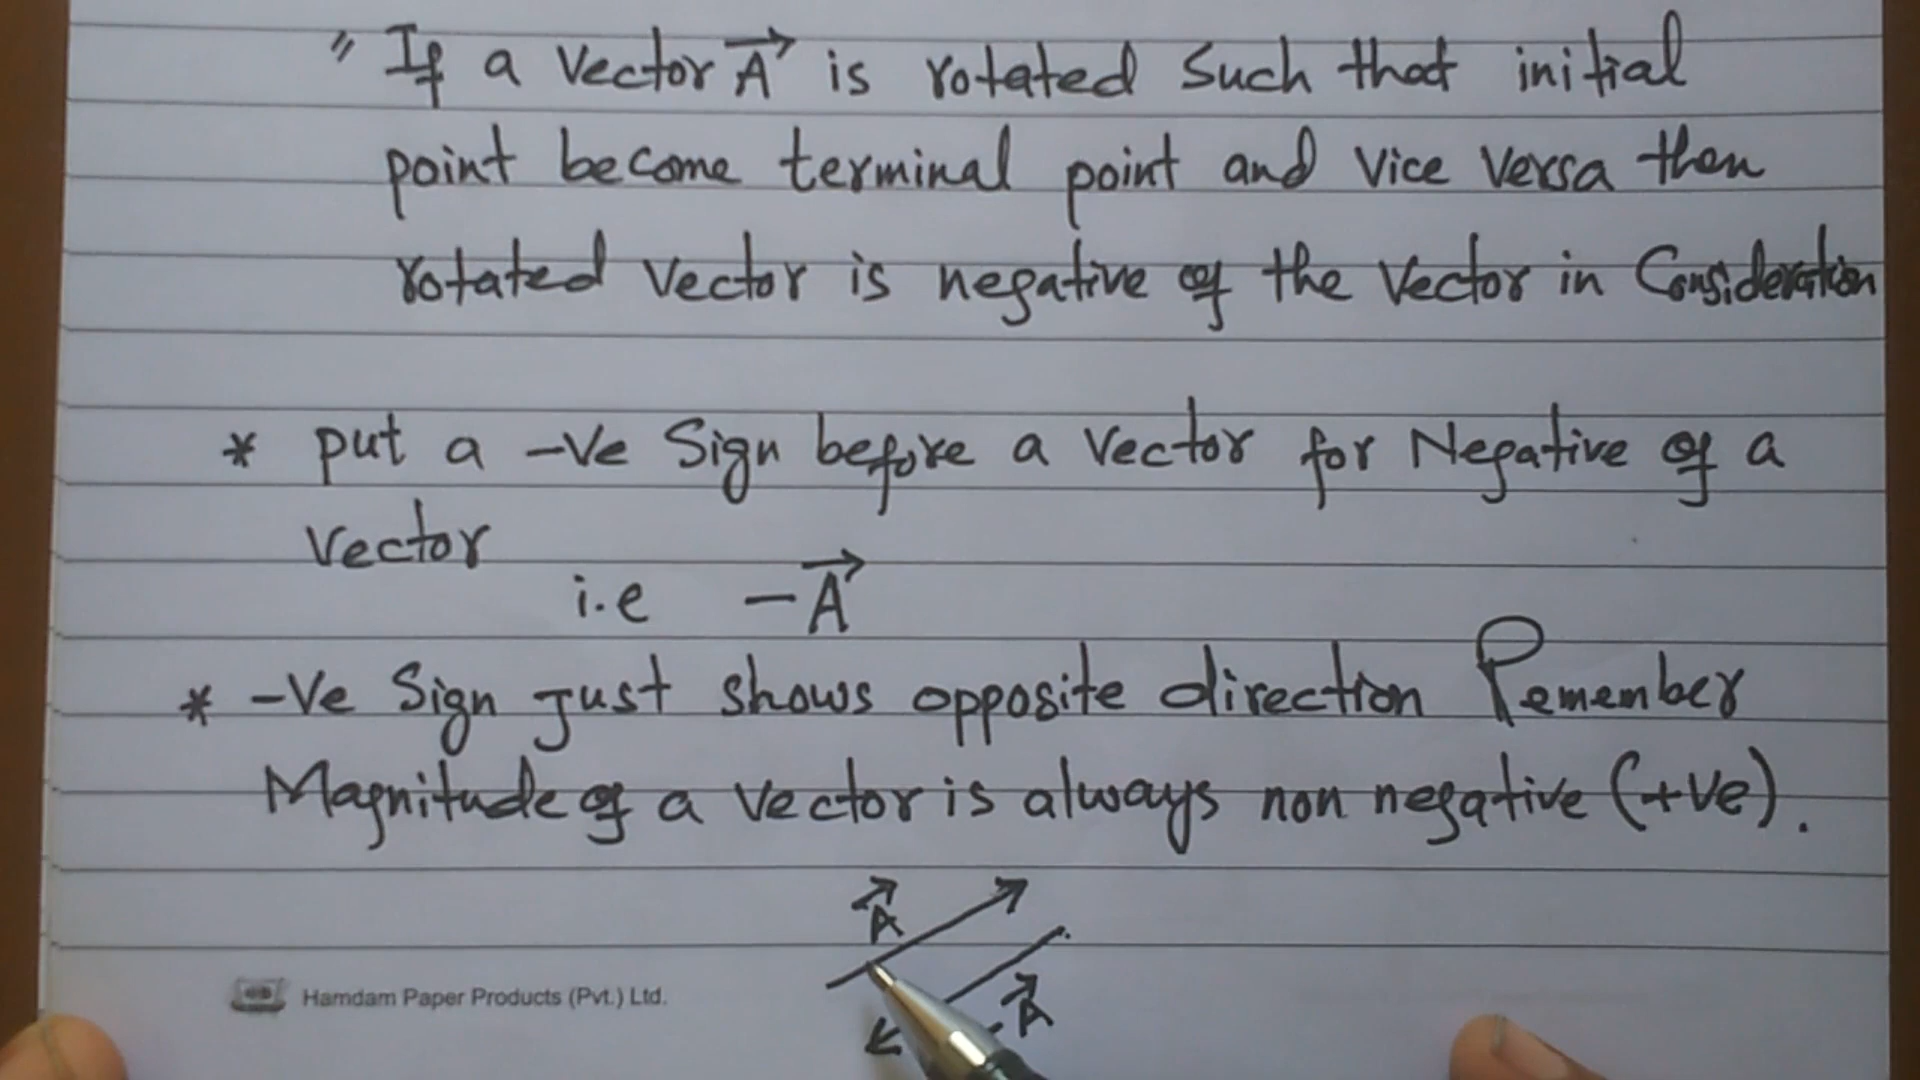 " If a vector A⃗ is rotated such that initial
point become terminal point and vice versa then
rotated vector is negative of the vector in Consideration
* put a -ve Sign before a vector for Negative of a
vector
i.e -A⃗
* -ve Sign just shows opposite direction Remember
Magnitude of a vector is always non negative (+ve).
A⃗
-A⃗
Hamdam Paper Products (Pvt.) Ltd.